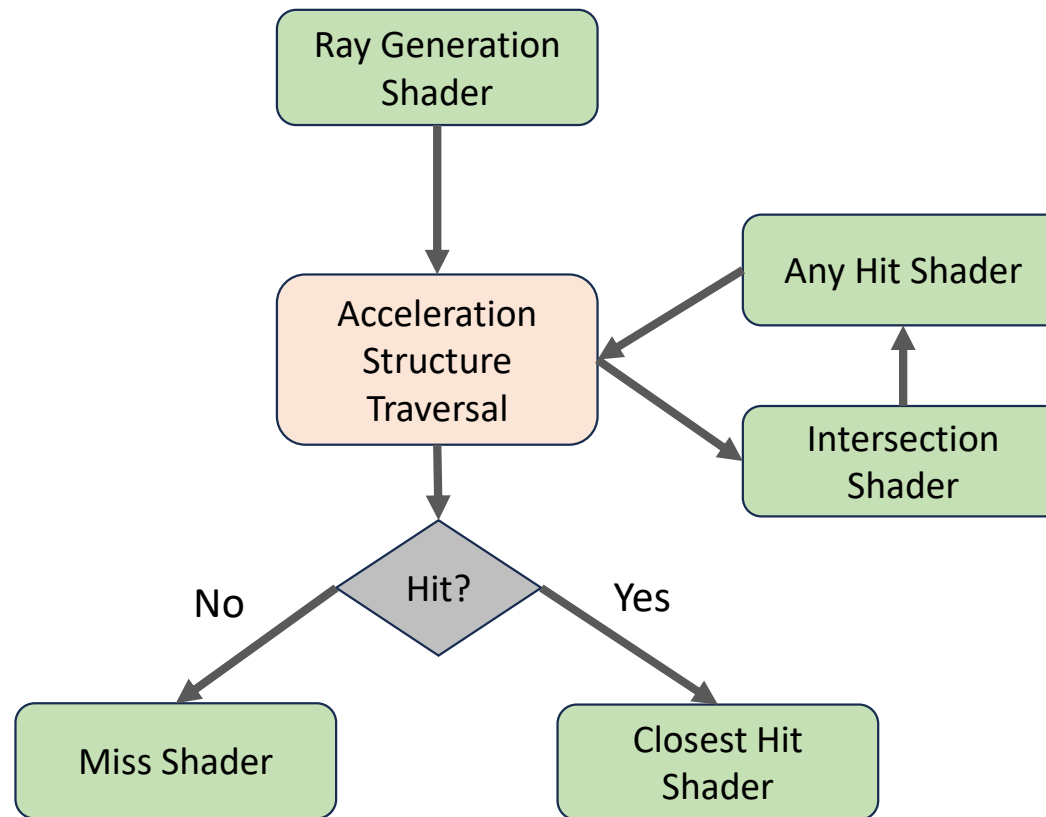 Ray Generation
Shader
Any Hit Shader
Acceleration
Structure
Traversal
Intersection
Shader
Hit?
No
Yes
Miss Shader
Closest Hit
Shader